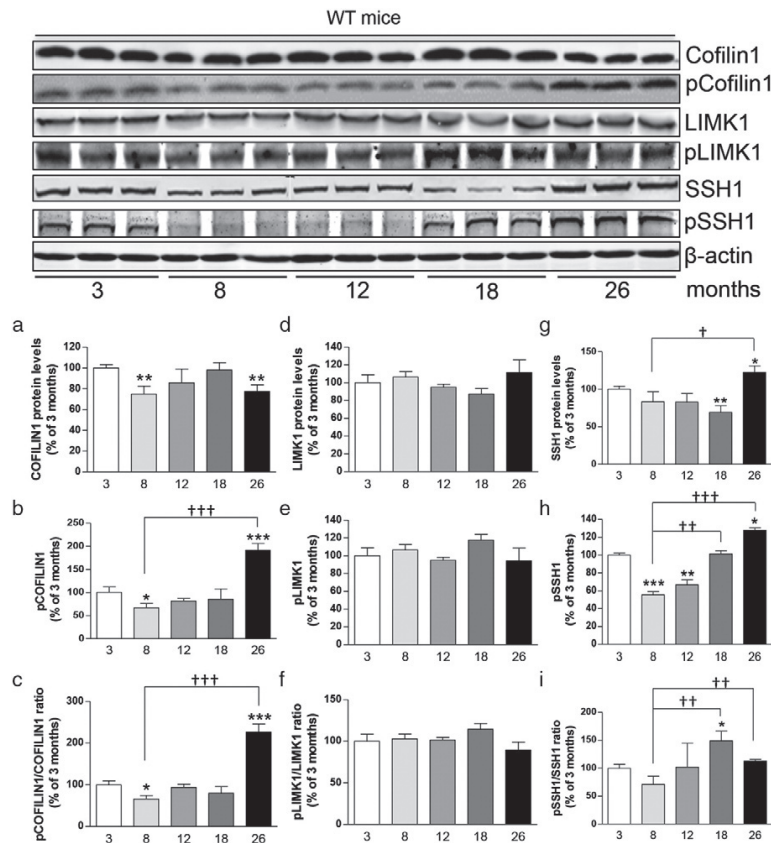 WT mice
Cofilin1
pCofilin1
LIMK1
pLIMK1
SSH1
pSSH1
β-actin
3 8 12 18 26 months
a
COFILIN1 protein levels
(% of 3 months)
120
100
80
60
40
20
0
** **
3 8 12 18 26
d
LIMK1 protein levels
(% of 3 months)
140
120
100
80
60
40
20
0
3 8 12 18 26
g
SSH1 protein levels
(% of 3 months)
150
100
50
0
†
** *
3 8 12 18 26
b
pCOFILIN1
(% of 3 months)
250
200
150
100
50
0
†††
* ***
3 8 12 18 26
e
pLIMK1
(% of 3 months)
140
120
100
80
60
40
20
0
3 8 12 18 26
h
pSSH1
(% of 3 months)
140
120
100
80
60
40
20
0
†††
††
*** ** *
3 8 12 18 26
c
pCOFILIN1/COFILIN1 ratio
(% of 3 months)
300
200
100
0
†††
* ***
3 8 12 18 26
f
pLIMK1/LIMK1 ratio
(% of 3 months)
150
100
50
0
3 8 12 18 26
i
pSSH1/SSH1 ratio
(% of 3 months)
200
150
100
50
0
††
††
*
3 8 12 18 26